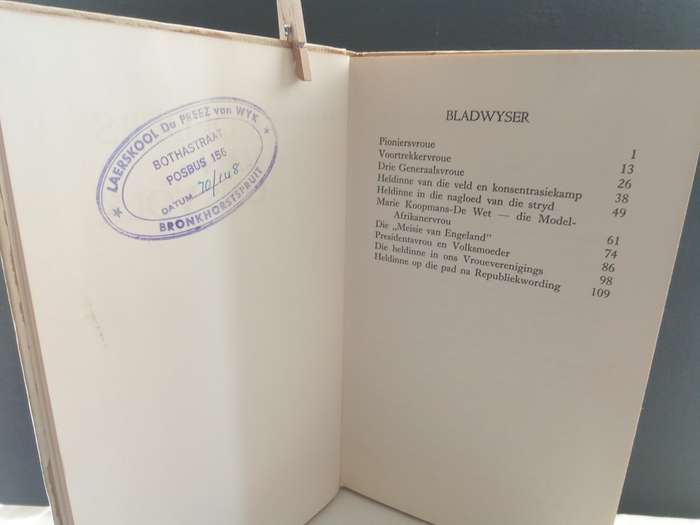 LAERSKOOL Du PREEZ van WYK
BOTHASTRAAT
POSBUS 156
DATUM 70/148
BRONKHORSTSPRUIT
BLADWYSER
Pioniersvroue 1
Voortrekkervroue 13
Drie Generaalsvroue 26
Heldinne van die veld en konsentrasiekamp 38
Heldinne in die nagloed van die stryd 49
Marie Koopmans-De Wet — die Model-
Afrikanervrou 61
Die „Meisie van Engeland” 74
Presidentsvrou en Volksmoeder 86
Die heldinne in ons Vroueverenigings 98
Heldinne op die pad na Republiekwording 109